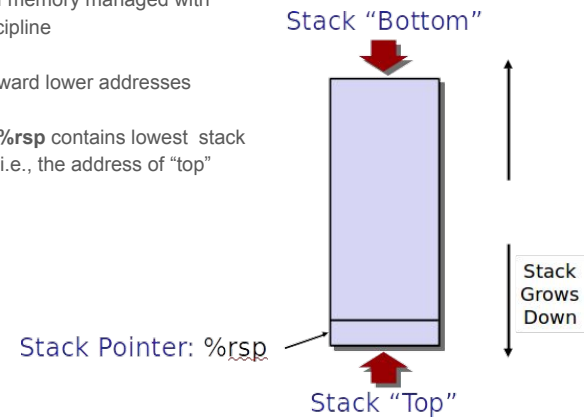 memory managed with
cipline
ward lower addresses
%rsp contains lowest stack
i.e., the address of “top”
Stack “Bottom”
Stack
Grows
Down
Stack Pointer: %rsp
Stack “Top”